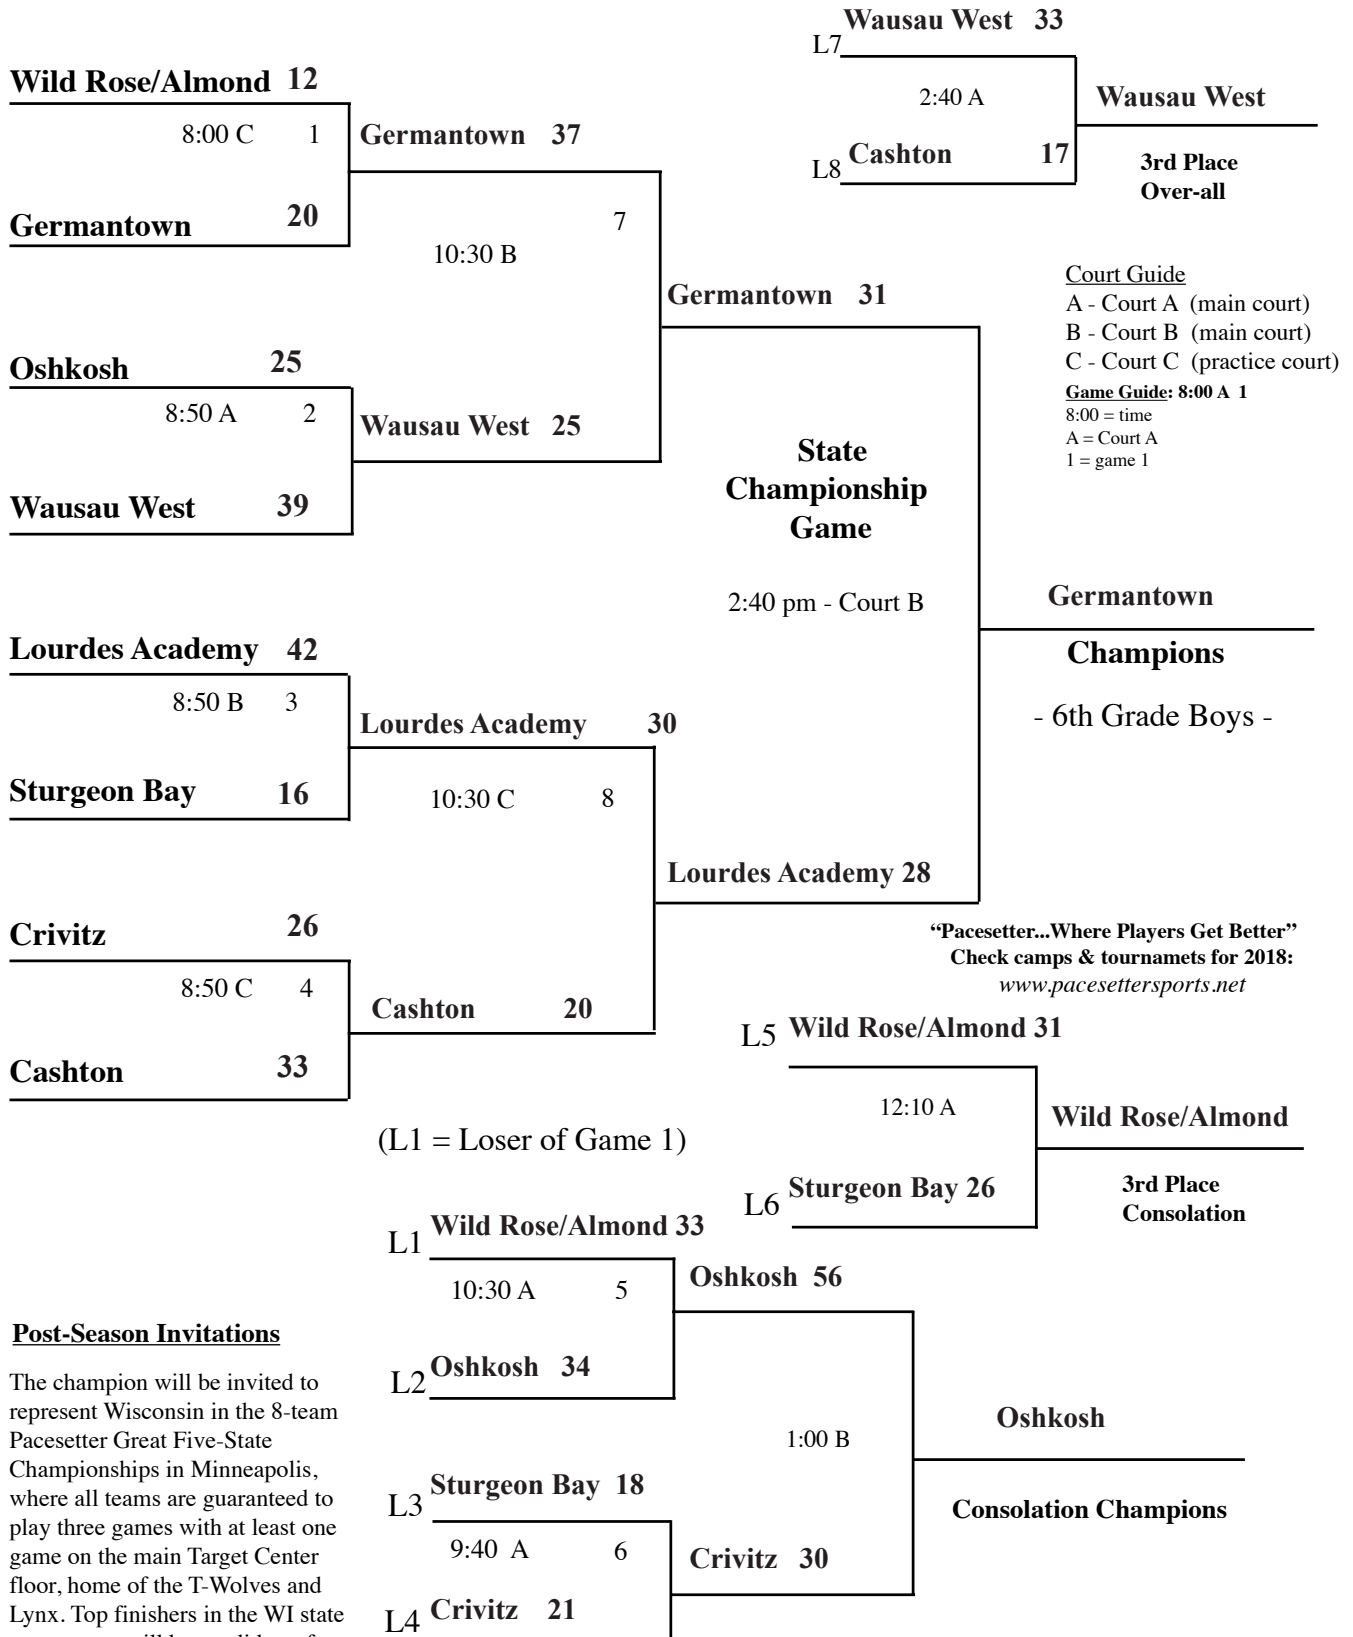 Wausau West 33
L7
2:40 A
Wausau West
L8 Cashton 17
3rd Place
Over-all
Wild Rose/Almond 12
8:00 C 1
Germantown 20
Germantown 37
7
10:30 B
Oshkosh 25
8:50 A 2
Wausau West 39
Wausau West 25
Germantown 31
Court Guide
A - Court A (main court)
B - Court B (main court)
C - Court C (practice court)
Game Guide: 8:00 A 1
8:00 = time
A = Court A
1 = game 1
State
Championship
Game
2:40 pm - Court B
Germantown
Champions
- 6th Grade Boys -
Lourdes Academy 42
8:50 B 3
Sturgeon Bay 16
Lourdes Academy 30
10:30 C 8
Lourdes Academy 28
Crivitz 26
8:50 C 4
Cashton 33
Cashton 20
“Pacesetter...Where Players Get Better”
Check camps & tournamets for 2018:
www.pacesettersports.net
L5 Wild Rose/Almond 31
12:10 A
Wild Rose/Almond
L6 Sturgeon Bay 26
3rd Place
Consolation
(L1 = Loser of Game 1)
L1 Wild Rose/Almond 33
10:30 A 5
L2 Oshkosh 34
Oshkosh 56
1:00 B
Oshkosh
Consolation Champions
L3 Sturgeon Bay 18
9:40 A 6
L4 Crivitz 21
Crivitz 30
Post-Season Invitations
The champion will be invited to
represent Wisconsin in the 8-team
Pacesetter Great Five-State
Championships in Minneapolis,
where all teams are guaranteed to
play three games with at least one
game on the main Target Center
floor, home of the T-Wolves and
Lynx. Top finishers in the WI state